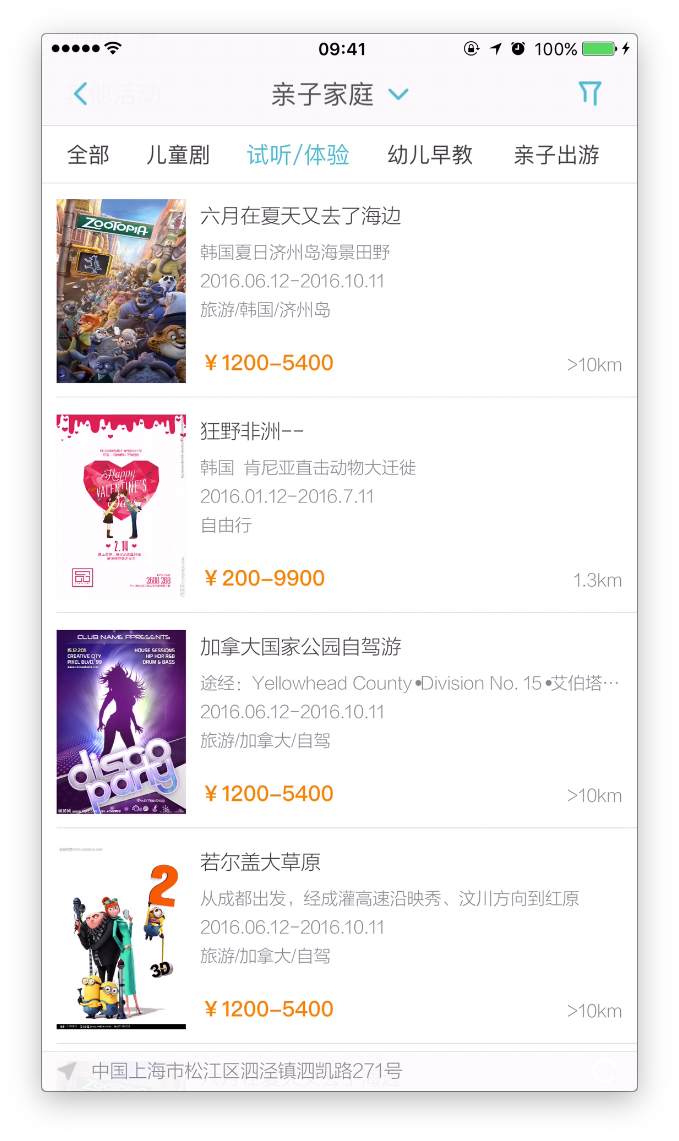 09:41
100%
亲子家庭
全部 儿童剧 试听/体验 幼儿早教 亲子出游
ZOOTOPIA
六月在夏天又去了海边
韩国夏日济州岛海景田野
2016.06.12-2016.10.11
旅游/韩国/济州岛
¥1200-5400
>10km
Happy
VALENTINE'S
Days
2.14
狂野非洲--
韩国 肯尼亚直击动物大迁徙
2016.01.12-2016.7.11
自由行
¥200-9900
1.3km
CLUB NAME PPRESENTS
15.12.2011
CREATIVE CITY
PIXEL BLVD. 99
HOUSE SESSIONS
HIP HOR R&B
DRUM & BASS
disco
party
加拿大国家公园自驾游
途经：Yellowhead County•Division No. 15•艾伯塔…
2016.06.12-2016.10.11
旅游/加拿大/自驾
¥1200-5400
>10km
2
3D
若尔盖大草原
从成都出发，经成灌高速沿映秀、汶川方向到红原
2016.06.12-2016.10.11
旅游/加拿大/自驾
¥1200-5400
>10km
中国上海市松江区泗泾镇泗凯路271号